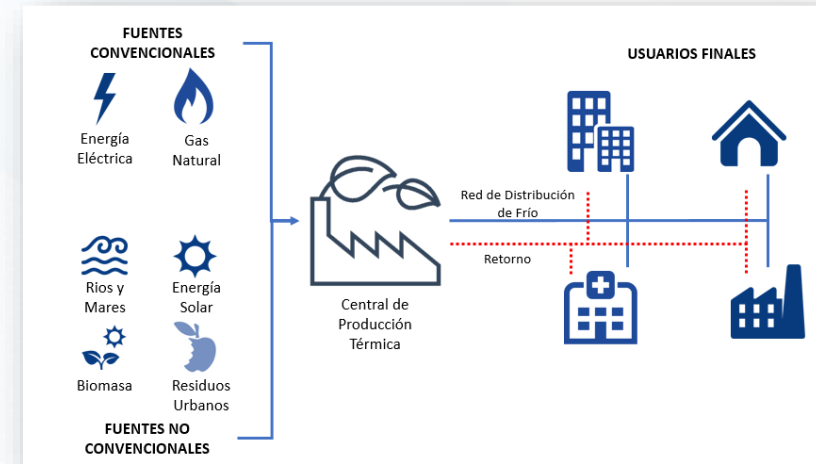 FUENTES
CONVENCIONALES
Energía
Eléctrica
Gas
Natural
Rios y
Mares
Energía
Solar
Biomasa
Residuos
Urbanos
FUENTES NO
CONVENCIONALES
Central de
Producción
Térmica
USUARIOS FINALES
Red de Distribución
de Frío
Retorno